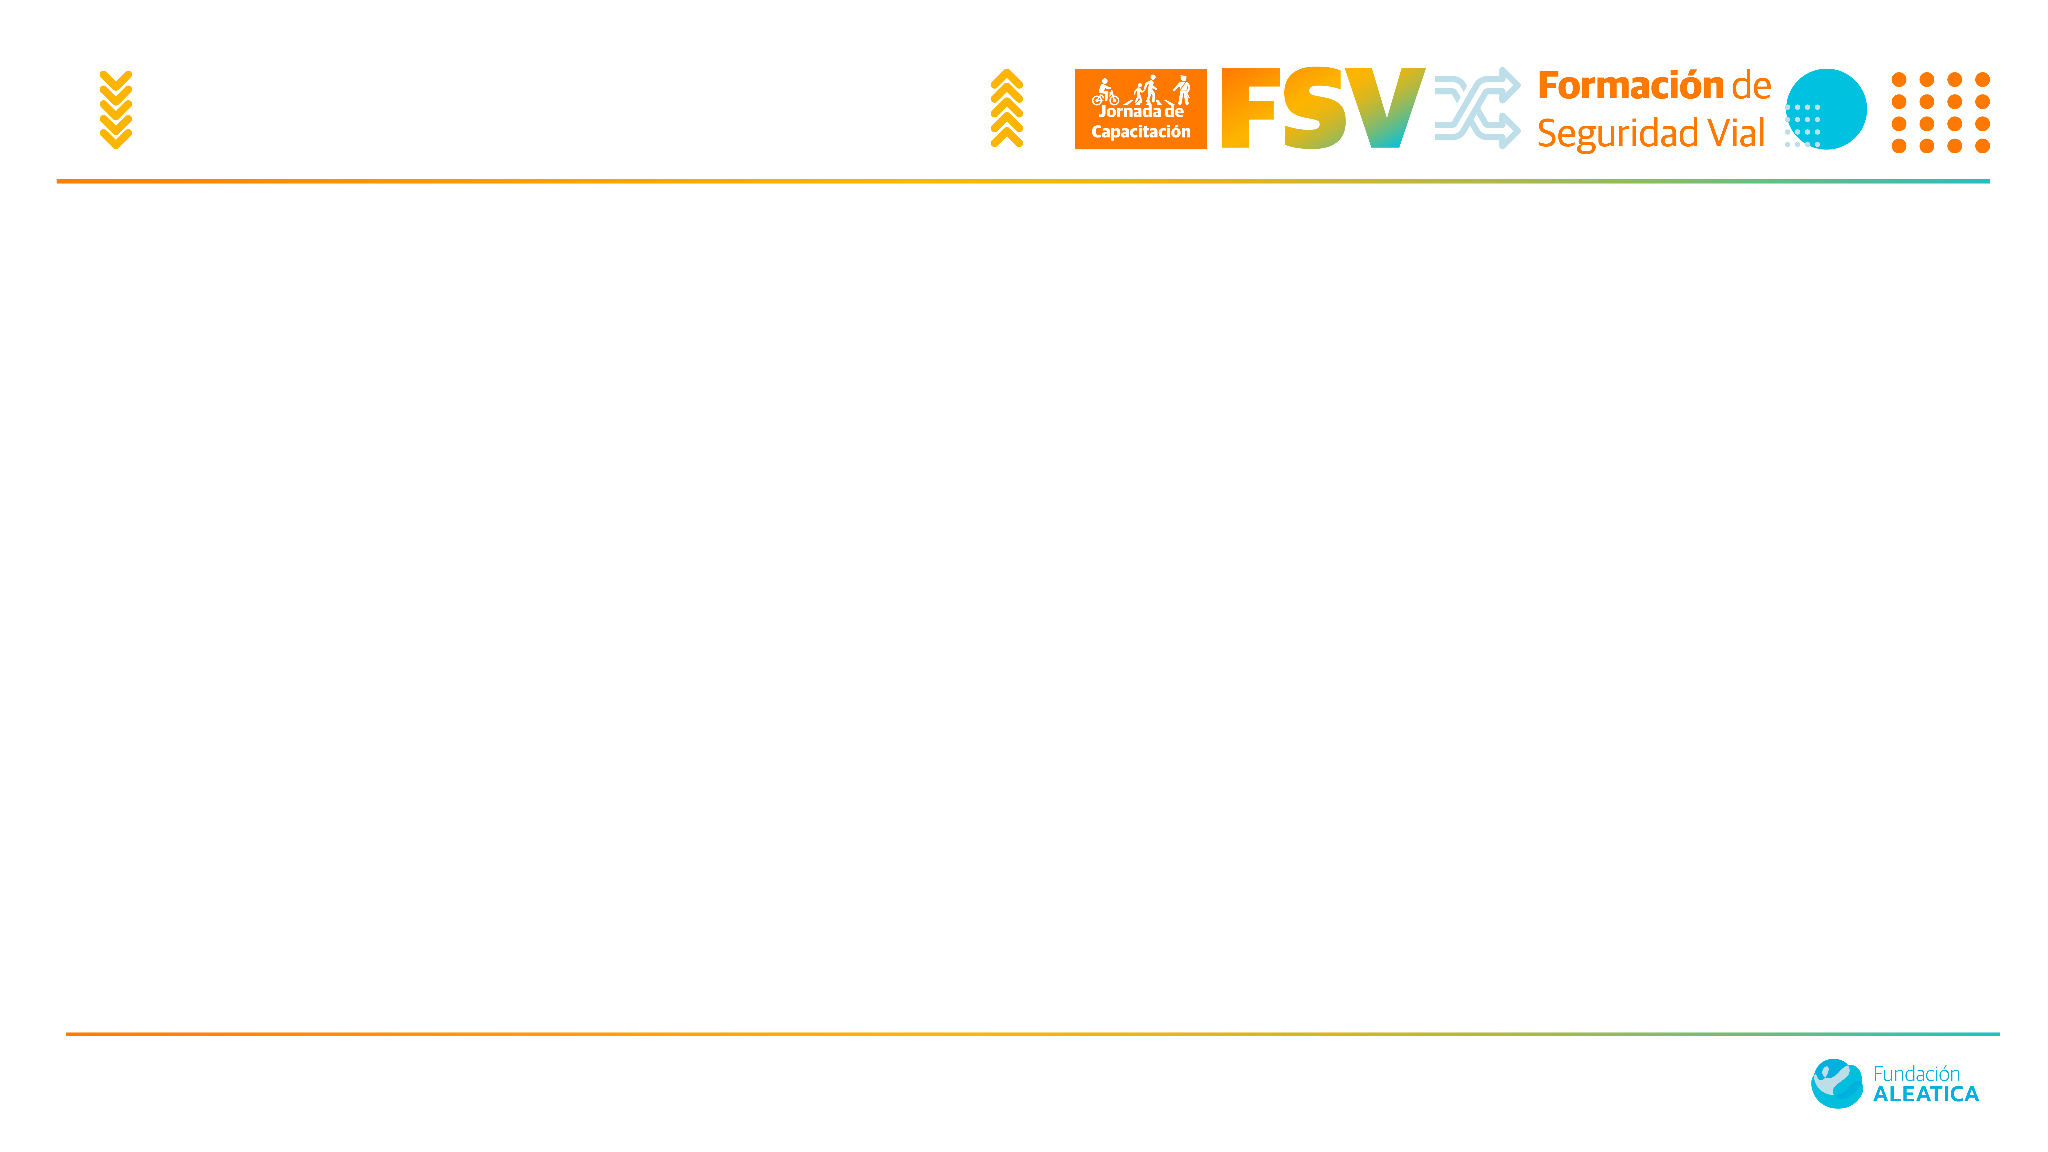 Jornada de
Capacitación
FSV
Formación de
Seguridad Vial
Fundación
ALEATICA